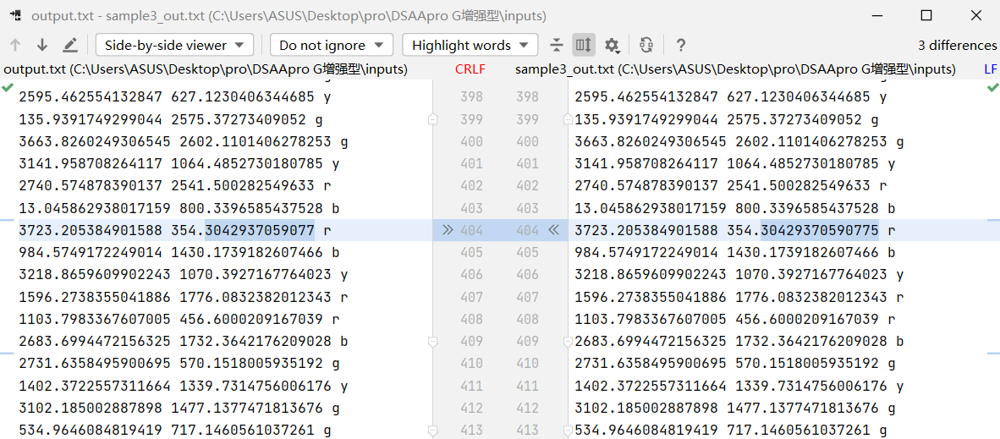 output.txt - sample3_out.txt (C:\Users\ASUS\Desktop\pro\DSAApro G增强型\inputs)
Side-by-side viewer Do not ignore Highlight words ? 3 differences
output.txt (C:\Users\ASUS\Desktop\pro\DSAApro G增强型\inputs) CRLF sample3_out.txt (C:\Users\ASUS\Desktop\pro\DSAApro G增强型\inputs) LF
2595.462554132847 627.1230406344685 y 398 398 2595.462554132847 627.1230406344685 y
135.9391749299044 2575.37273409052 g 399 399 135.9391749299044 2575.37273409052 g
3663.8260249306545 2602.1101406278253 g 400 400 3663.8260249306545 2602.1101406278253 g
3141.958708264117 1064.4852730180785 y 401 401 3141.958708264117 1064.4852730180785 y
2740.574878390137 2541.500282549633 r 402 402 2740.574878390137 2541.500282549633 r
13.045862938017159 800.3396585437528 b 403 403 13.045862938017159 800.3396585437528 b
3723.205384901588 354.3042937059077 r 404 404 3723.205384901588 354.30429370590775 r
984.5749172249014 1430.1739182607466 b 405 405 984.5749172249014 1430.1739182607466 b
3218.8659609902243 1070.3927167764023 y 406 406 3218.8659609902243 1070.3927167764023 y
1596.2738355041886 1776.0832382012343 r 407 407 1596.2738355041886 1776.0832382012343 r
1103.7983367607005 456.6000209167039 r 408 408 1103.7983367607005 456.6000209167039 r
2683.6994472156325 1732.3642176209028 b 409 409 2683.6994472156325 1732.3642176209028 b
2731.6358495900695 570.1518005935192 g 410 410 2731.6358495900695 570.1518005935192 g
1402.3722557311664 1339.7314756006176 y 411 411 1402.3722557311664 1339.7314756006176 y
3102.185002887898 1477.1377471813676 g 412 412 3102.185002887898 1477.1377471813676 g
534.9646084819419 717.1460561037261 g 413 413 534.9646084819419 717.1460561037261 g